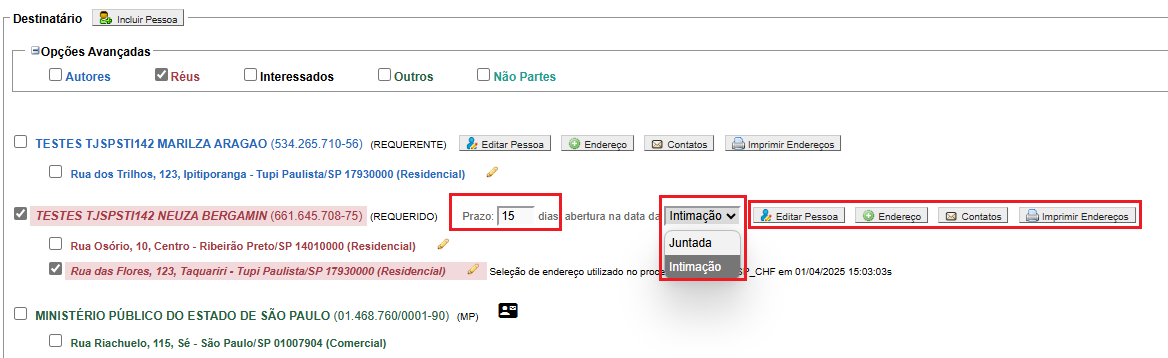 Destinatário Incluir Pessoa
Opções Avançadas
Autores Réus Interessados Outros Não Partes
TESTES TJSPSTI142 MARILZA ARAGAO (534.265.710-56) (REQUERENTE) Editar Pessoa Endereço Contatos Imprimir Endereços
Rua dos Trilhos, 123, Ipitiporanga - Tupi Paulista/SP 17930000 (Residencial)
TESTES TJSPSTI142 NEUZA BERGAMIN (661.645.708-75) (REQUERIDO) Prazo: 15 dias abertura na data da Intimação Editar Pessoa Endereço Contatos Imprimir Endereços
Juntada
Intimação
Rua Osório, 10, Centro - Ribeirão Preto/SP 14010000 (Residencial)
Rua das Flores, 123, Taquariri - Tupi Paulista/SP 17930000 (Residencial) Seleção de endereço utilizado no SP_CHF em 01/04/2025 15:03:03s
MINISTÉRIO PÚBLICO DO ESTADO DE SÃO PAULO (01.468.760/0001-90) (MP)
Rua Riachuelo, 115, Sé - São Paulo/SP 01007904 (Comercial)